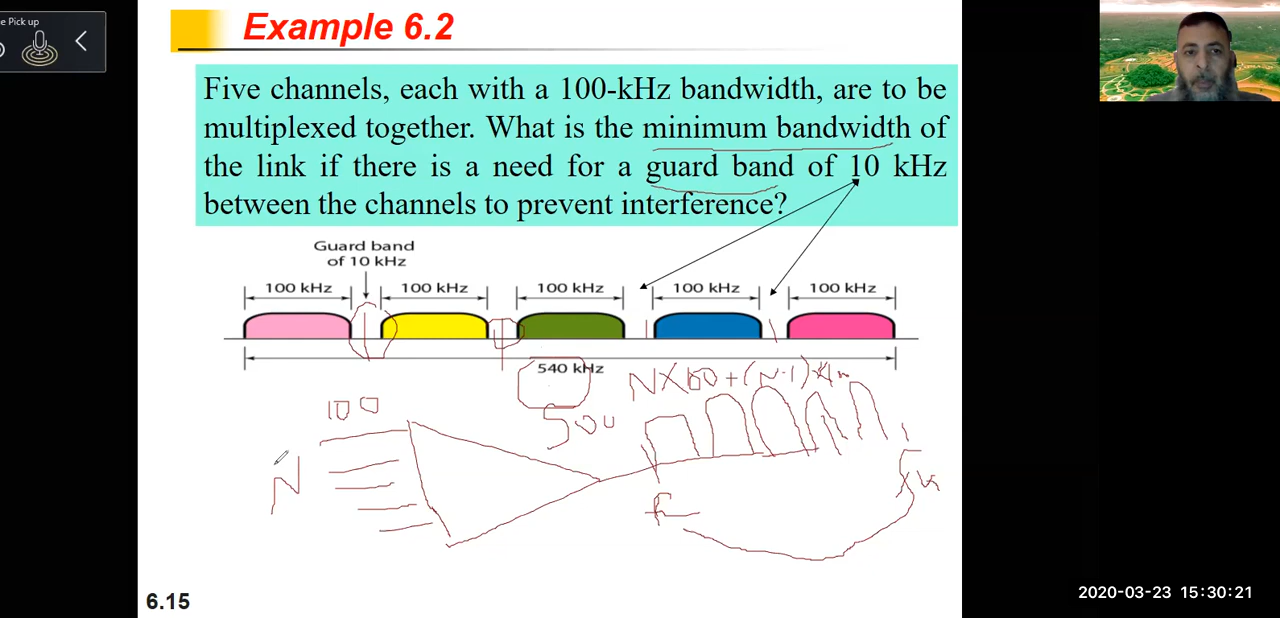 e Pick up
Example 6.2
Five channels, each with a 100-kHz bandwidth, are to be
multiplexed together. What is the minimum bandwidth of
the link if there is a need for a guard band of 10 kHz
between the channels to prevent interference?
Guard band
of 10 kHz
100 kHz 100 kHz 100 kHz 100 kHz 100 kHz
540 kHz
100
500
N
6.15
2020-03-23 15:30:21